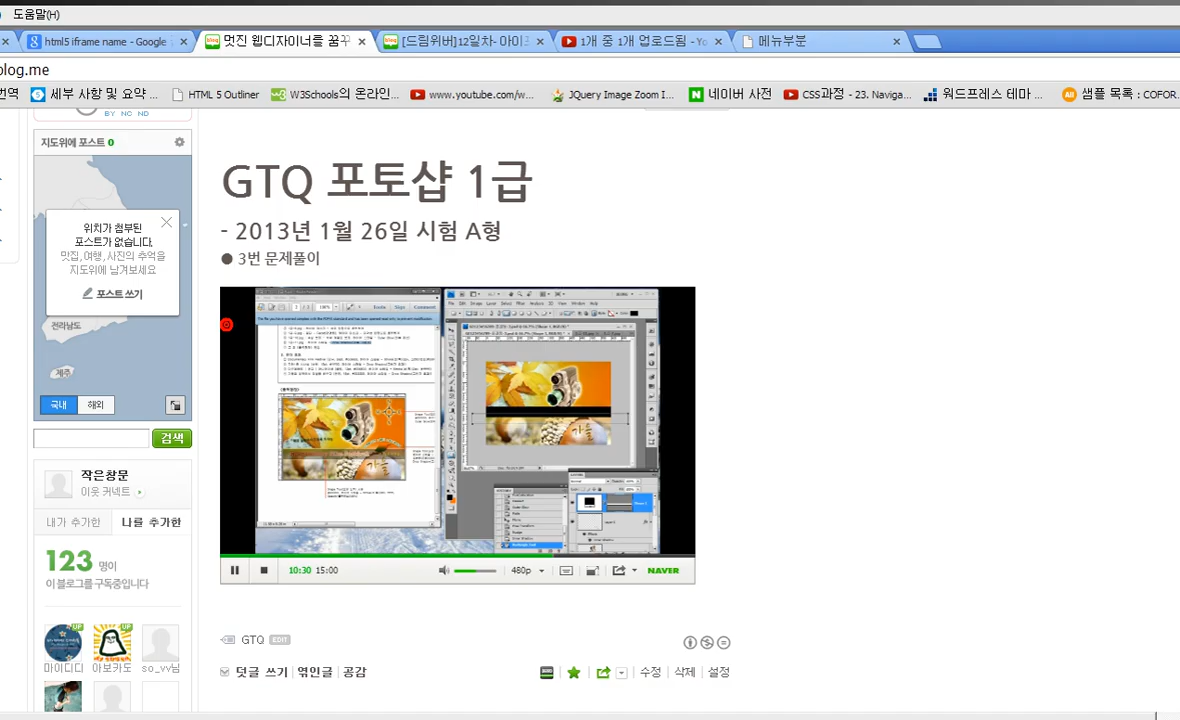 도움말(H)
html5 iframe name - Google
멋진 웹디자이너를 꿈꾸
[드림위버]12일차- 아이프
1개 중 1개 업로드됨 - Yo
메뉴부분
blog.me
번역
세부 사항 및 요약 ...
HTML 5 Outliner
W3Schools의 온라인...
www.youtube.com/w...
JQuery Image Zoom I...
네이버 사전
CSS과정 - 23. Naviga...
워드프레스 테마 ...
샘플 목록 : COFOR...
BY NC ND
지도위에 포스트 0
위치가 첨부된
포스트가 없습니다.
맛집,여행,사진의 추억을
지도위에 남겨보세요
포스트 쓰기
전라남도
제주
국내 해외
검색
작은창문
이웃 커넥트
내가 추가한 나를 추가한
123 명이
이 블로그를 구독중입니다
UP UP
마이디디 아보카도 so_vv님
GTQ 포토샵 1급
- 2013년 1월 26일 시험 A형
● 3번 문제풀이
가을
가을
10:30 15:00
480p
NAVER
GTQ EDIT
덧글 쓰기 엮인글 공감
수정 삭제 설정